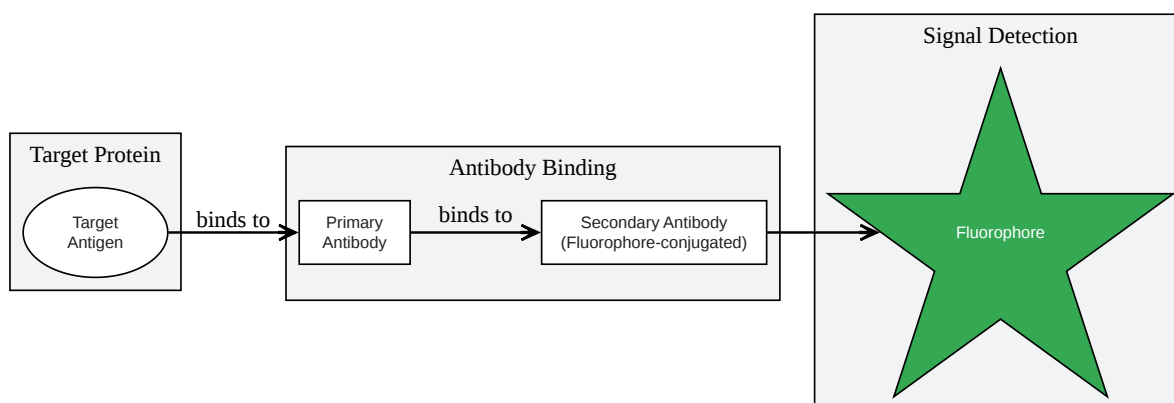 Signal Detection
Target Protein
Antibody Binding
Target
Antigen
binds to
Primary
Antibody
binds to
Secondary Antibody
(Fluorophore-conjugated)
Fluorophore